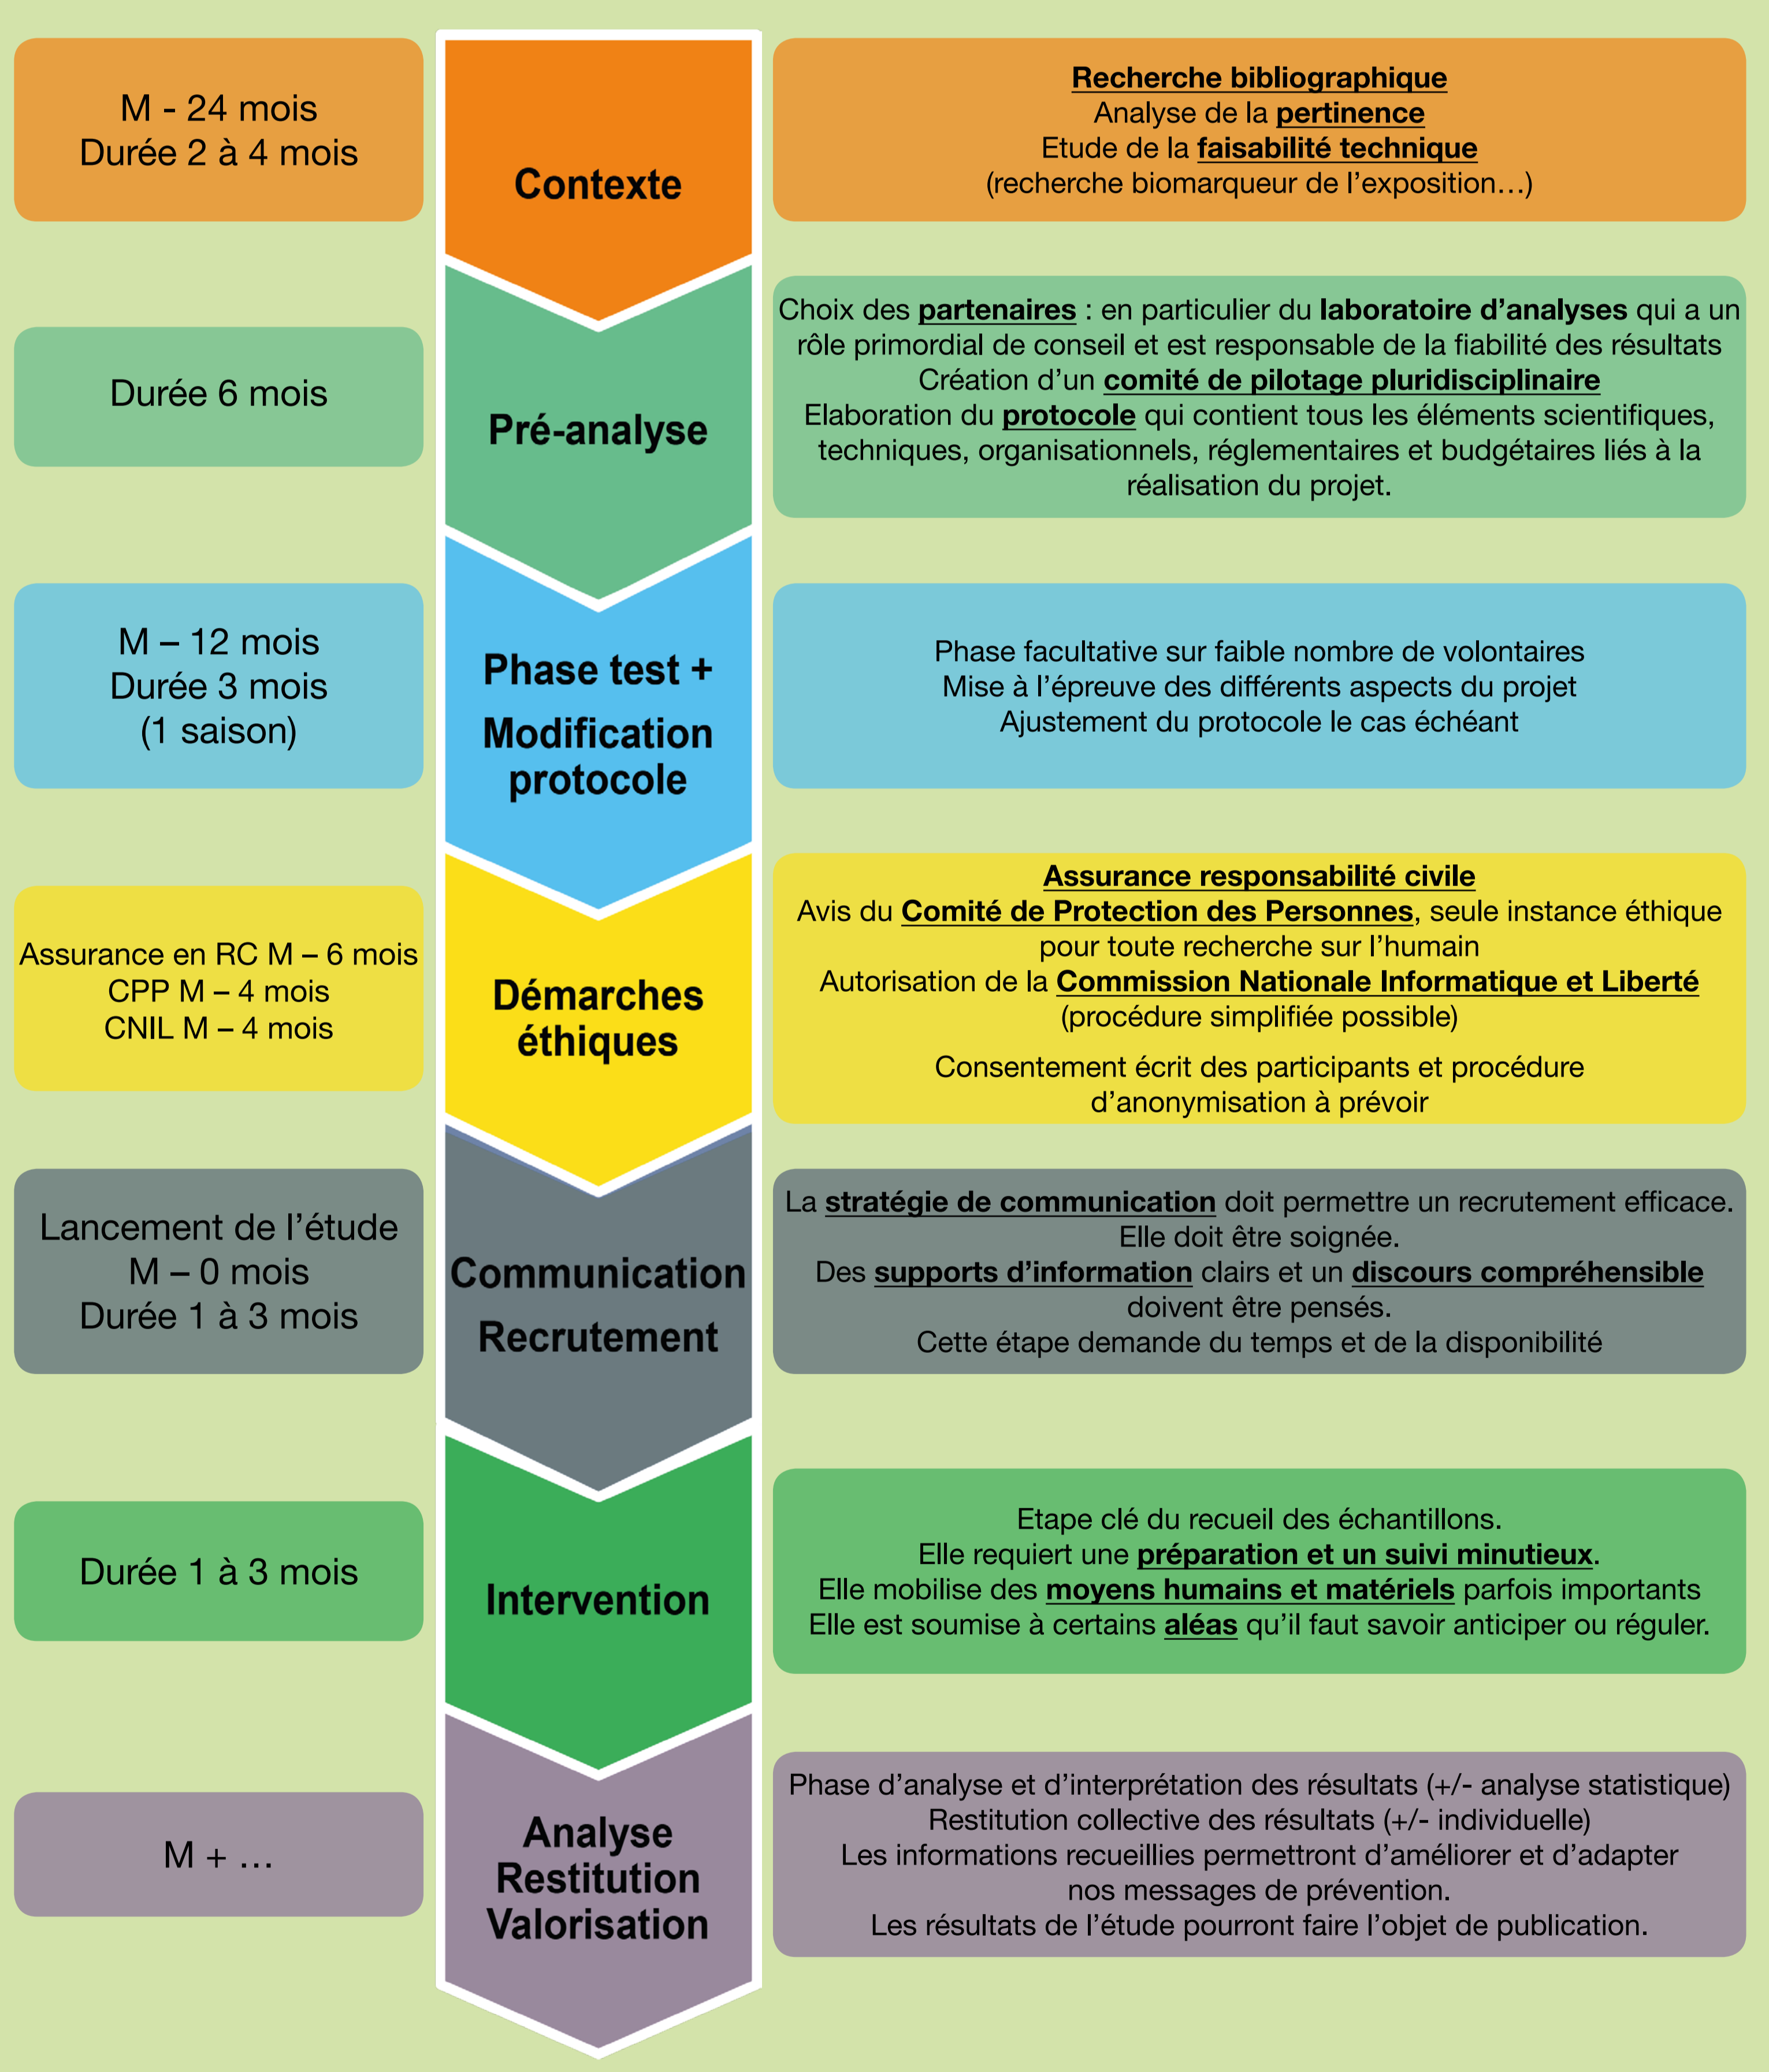 M - 24 mois
Durée 2 à 4 mois
Contexte
Recherche bibliographique
Analyse de la pertinence
Etude de la faisabilité technique
(recherche biomarqueur de l’exposition…)
Durée 6 mois
Pré-analyse
Choix des partenaires : en particulier du laboratoire d’analyses qui a un
rôle primordial de conseil et est responsable de la fiabilité des résultats
Création d’un comité de pilotage pluridisciplinaire
Elaboration du protocole qui contient tous les éléments scientifiques,
techniques, organisationnels, réglementaires et budgétaires liés à la
réalisation du projet.
M – 12 mois
Durée 3 mois
(1 saison)
Phase test +
Modification
protocole
Phase facultative sur faible nombre de volontaires
Mise à l’épreuve des différents aspects du projet
Ajustement du protocole le cas échéant
Assurance en RC M – 6 mois
CPP M – 4 mois
CNIL M – 4 mois
Démarches
éthiques
Assurance responsabilité civile
Avis du Comité de Protection des Personnes, seule instance éthique
pour toute recherche sur l’humain
Autorisation de la Commission Nationale Informatique et Liberté
(procédure simplifiée possible)
Consentement écrit des participants et procédure
d’anonymisation à prévoir
Lancement de l’étude
M – 0 mois
Durée 1 à 3 mois
Communication
Recrutement
La stratégie de communication doit permettre un recrutement efficace.
Elle doit être soignée.
Des supports d’information clairs et un discours compréhensible
doivent être pensés.
Cette étape demande du temps et de la disponibilité
Durée 1 à 3 mois
Intervention
Etape clé du recueil des échantillons.
Elle requiert une préparation et un suivi minutieux.
Elle mobilise des moyens humains et matériels parfois importants
Elle est soumise à certains aléas qu’il faut savoir anticiper ou réguler.
M + …
Analyse
Restitution
Valorisation
Phase d’analyse et d’interprétation des résultats (+/- analyse statistique)
Restitution collective des résultats (+/- individuelle)
Les informations recueillies permettront d’améliorer et d’adapter
nos messages de prévention.
Les résultats de l’étude pourront faire l’objet de publication.